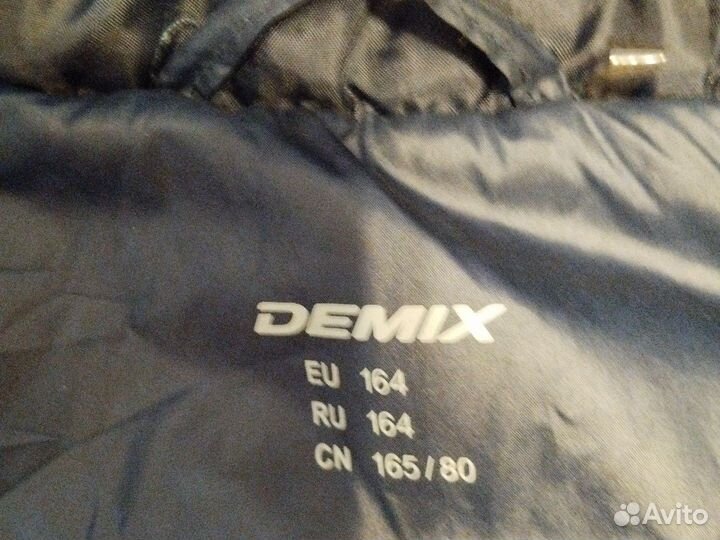 DEMIX
EU 164
RU 164
CN 165/80
Avito